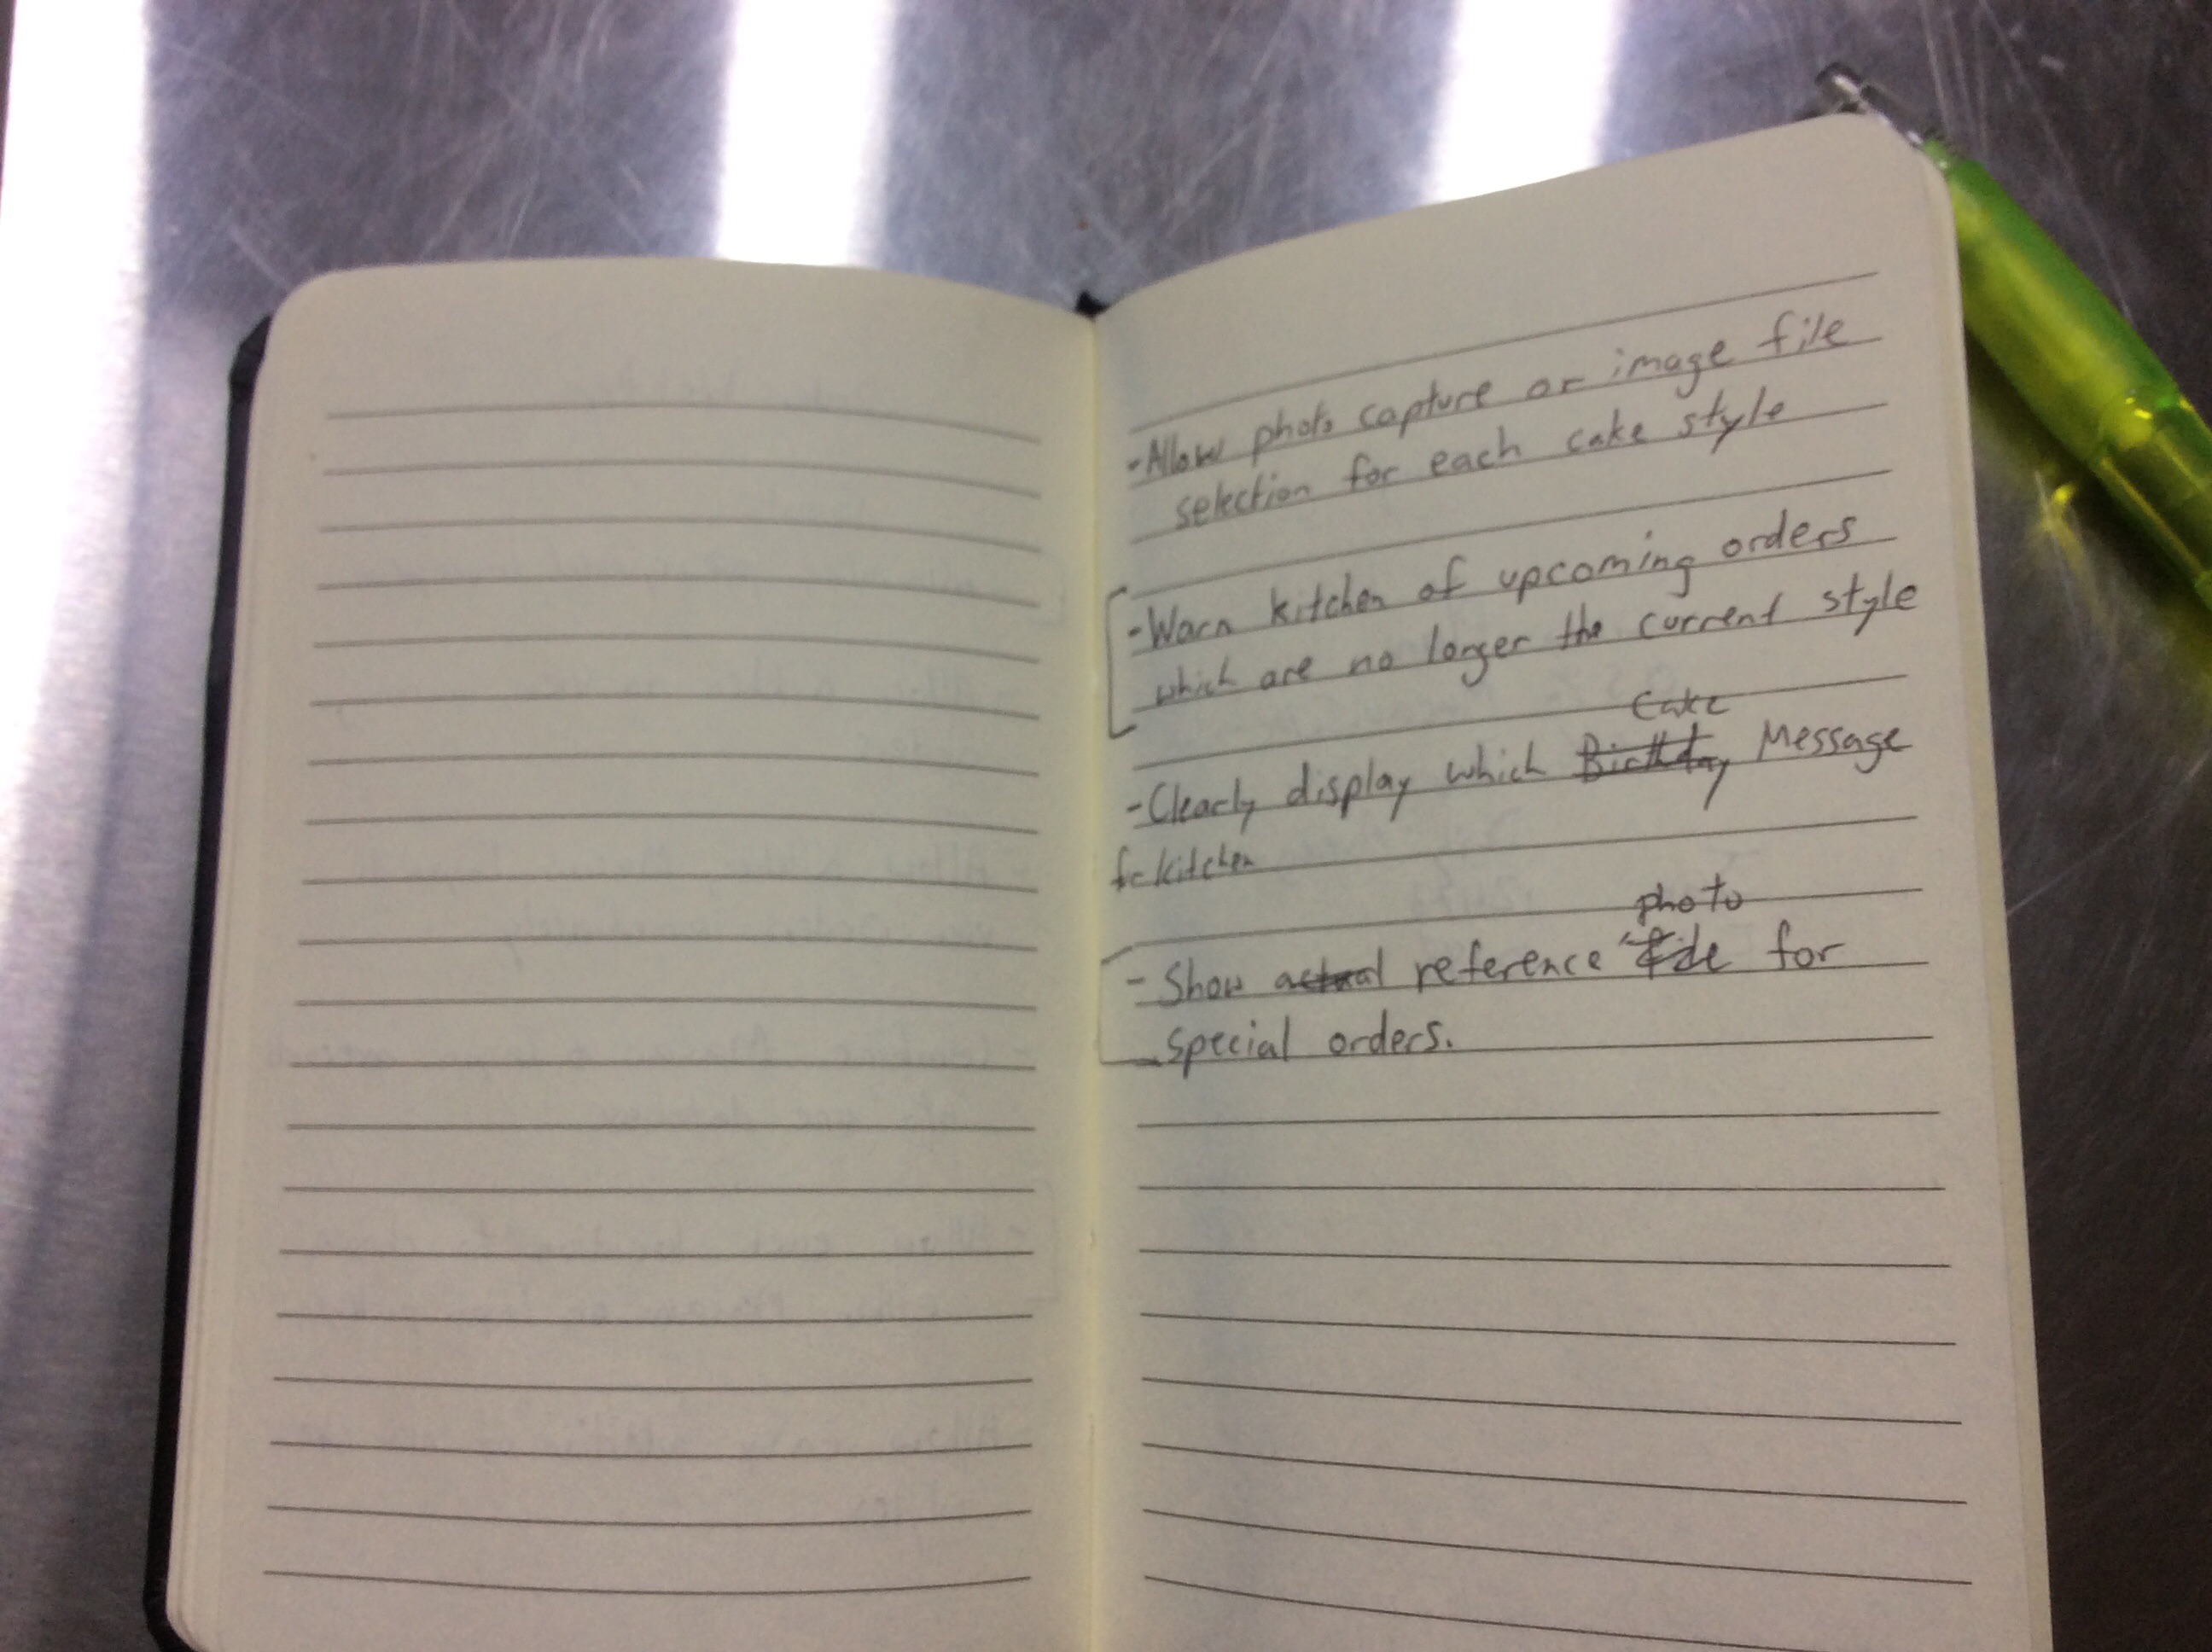 - Allow photo capture or image file
selection for each cake style
- Warn kitchen of upcoming orders
which are no longer the current style
Cake
- Clearly display which Birthday Message
for kitchen
photo
- Show actual reference file for
special orders.